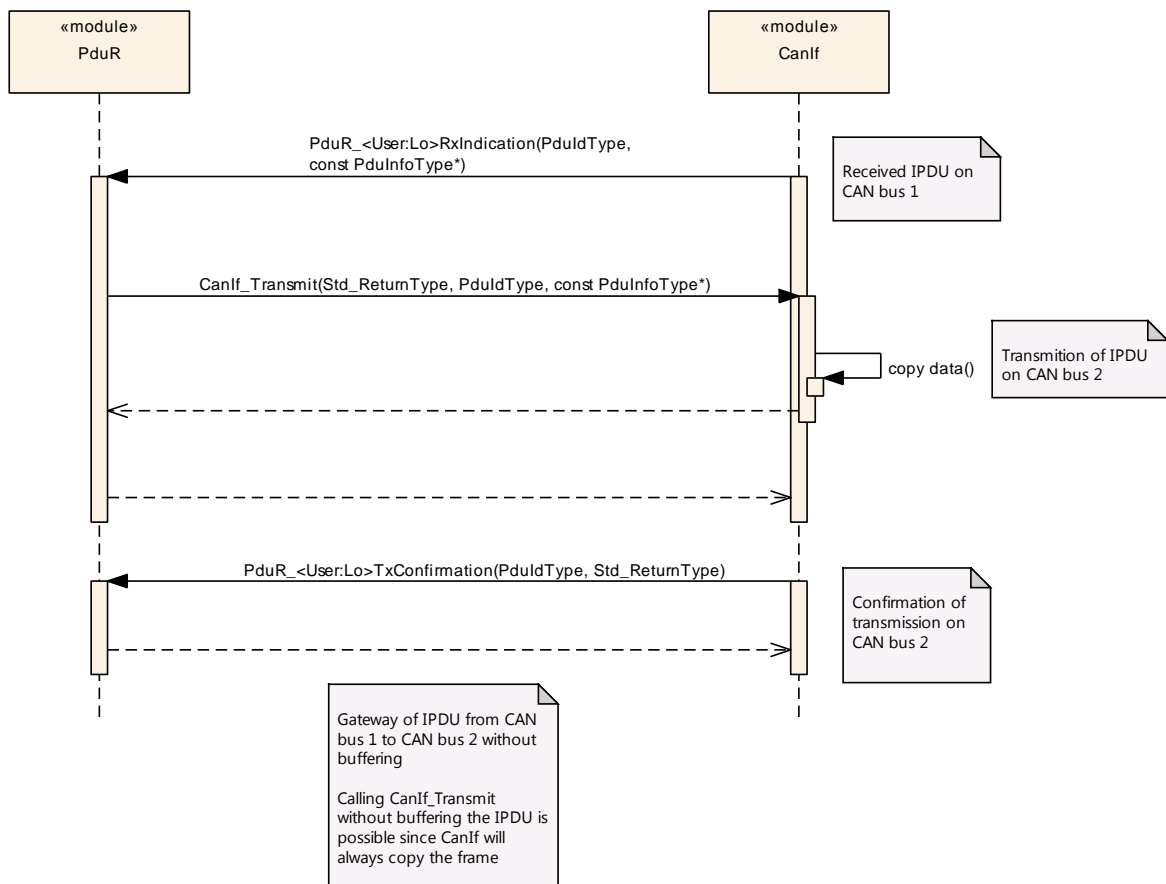 «module»
PduR
«module»
CanIf
PduR_<User:Lo>RxIndication(PduIdType,
const PduInfoType*)
Received IPDU on
CAN bus 1
CanIf_Transmit(Std_ReturnType, PduIdType, const PduInfoType*)
copy data()
Transmition of IPDU
on CAN bus 2
PduR_<User:Lo>TxConfirmation(PduIdType, Std_ReturnType)
Confirmation of
transmission on
CAN bus 2
Gateway of IPDU from CAN
bus 1 to CAN bus 2 without
buffering
Calling CanIf_Transmit
without buffering the IPDU is
possible since CanIf will
always copy the frame